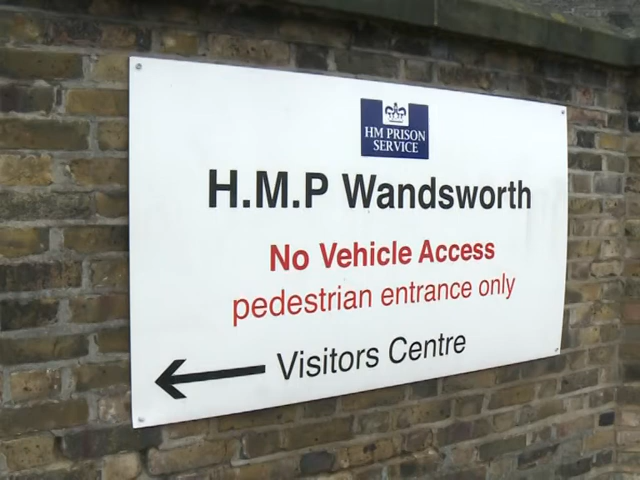 HM PRISON
SERVICE
H.M.P Wandsworth
No Vehicle Access
pedestrian entrance only
Visitors Centre